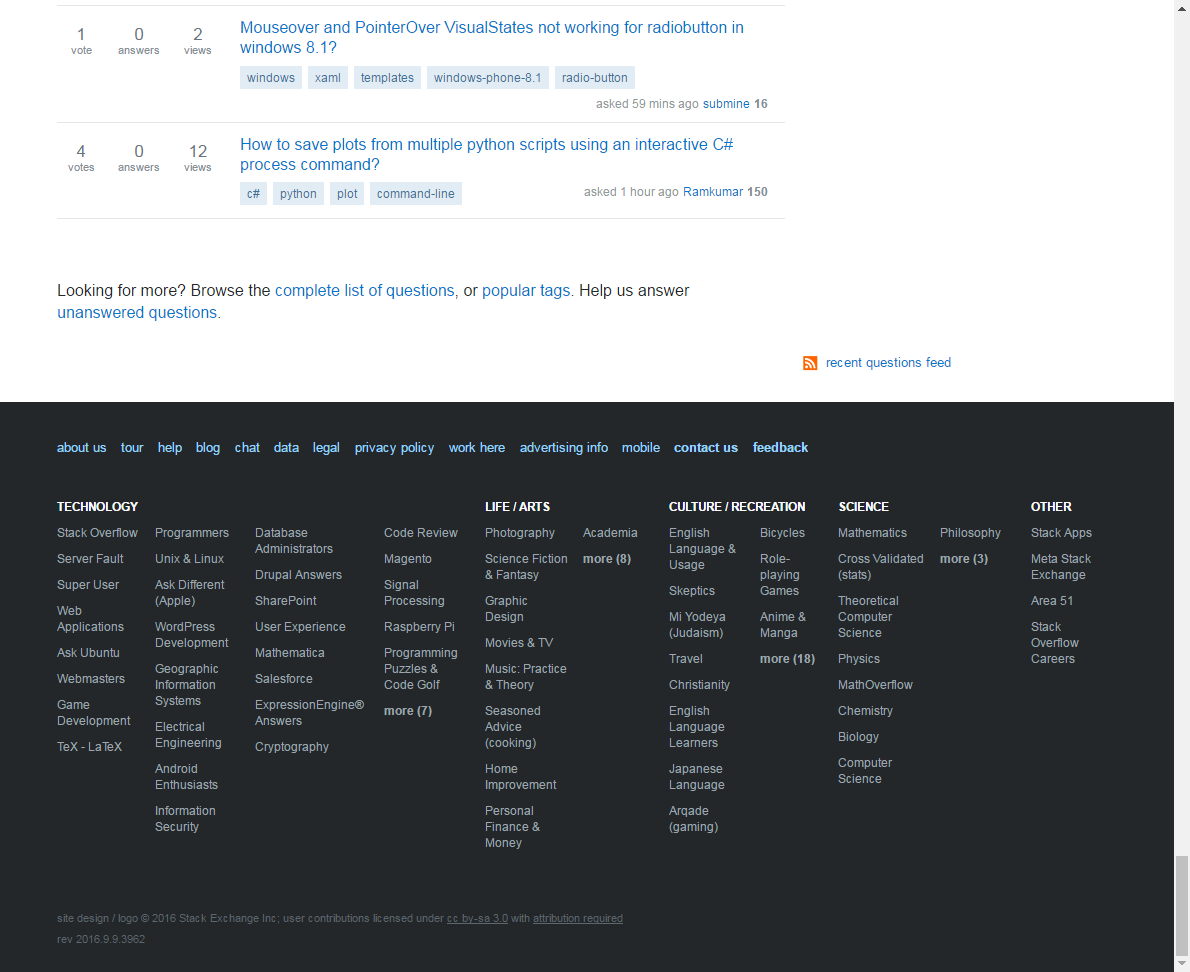 1 0 2
vote answers views
Mouseover and PointerOver VisualStates not working for radiobutton in
windows 8.1?
windows xaml templates windows-phone-8.1 radio-button
asked 59 mins ago submine 16
4 0 12
votes answers views
How to save plots from multiple python scripts using an interactive C#
process command?
c# python plot command-line
asked 1 hour ago Ramkumar 150
Looking for more? Browse the complete list of questions, or popular tags. Help us answer
unanswered questions.
recent questions feed
about us tour help blog chat data legal privacy policy work here advertising info mobile contact us feedback
TECHNOLOGY
Stack Overflow
Server Fault
Super User
Web
Applications
Ask Ubuntu
Webmasters
Game
Development
TeX - LaTeX
Programmers
Unix & Linux
Ask Different
(Apple)
WordPress
Development
Geographic
Information
Systems
Electrical
Engineering
Android
Enthusiasts
Information
Security
Database
Administrators
Drupal Answers
SharePoint
User Experience
Mathematica
Salesforce
ExpressionEngine®
Answers
Cryptography
Code Review
Magento
Signal
Processing
Raspberry Pi
Programming
Puzzles &
Code Golf
more (7)
LIFE / ARTS
Photography
Science Fiction
& Fantasy
Graphic
Design
Movies & TV
Music: Practice
& Theory
Seasoned
Advice
(cooking)
Home
Improvement
Personal
Finance &
Money
Academia
more (8)
CULTURE / RECREATION
English
Language &
Usage
Skeptics
Mi Yodeya
(Judaism)
Travel
Christianity
English
Language
Learners
Japanese
Language
Arqade
(gaming)
Bicycles
Role-
playing
Games
Anime &
Manga
more (18)
SCIENCE
Mathematics
Cross Validated
(stats)
Theoretical
Computer
Science
Physics
MathOverflow
Chemistry
Biology
Computer
Science
Philosophy
more (3)
OTHER
Stack Apps
Meta Stack
Exchange
Area 51
Stack
Overflow
Careers
site design / logo © 2016 Stack Exchange Inc; user contributions licensed under cc by-sa 3.0 with attribution required
rev 2016.9.9.3962